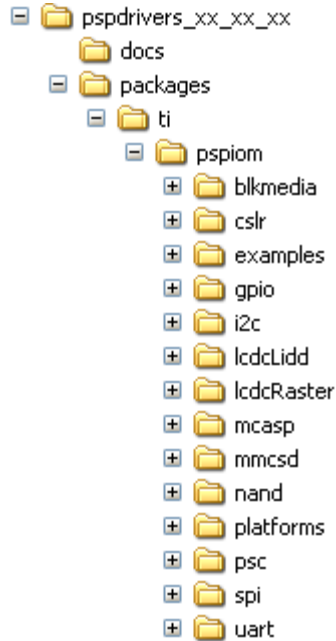 pspdrivers_xx_xx_xx
docs
packages
ti
pspiom
blkmedia
cslr
examples
gpio
i2c
lcdcLidd
lcdcRaster
mcasp
mmcsd
nand
platforms
psc
spi
uart